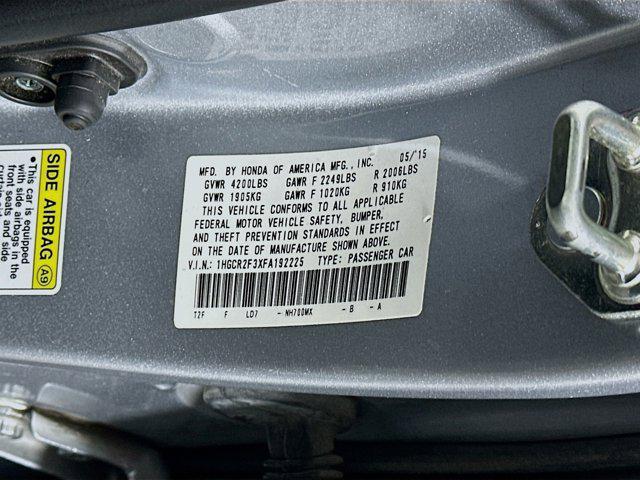 SIDE AIRBAG A9
•This car is equipped
with side airbags in the
front seats and side
MFD. BY HONDA OF AMERICA MFG., INC. 05/'15
GVWR 4200LBS GAWR F 2249LBS R 2006LBS
GVWR 1905KG GAWR F 1020KG R 910KG
THIS VEHICLE CONFORMS TO ALL APPLICABLE
FEDERAL MOTOR VEHICLE SAFETY, BUMPER,
AND THEFT PREVENTION STANDARDS IN EFFECT
ON THE DATE OF MANUFACTURE SHOWN ABOVE.
V.I.N.: 1HGCR2F3XFA192225 TYPE: PASSENGER CAR
T2F F LD7 -NH700MX -B -A